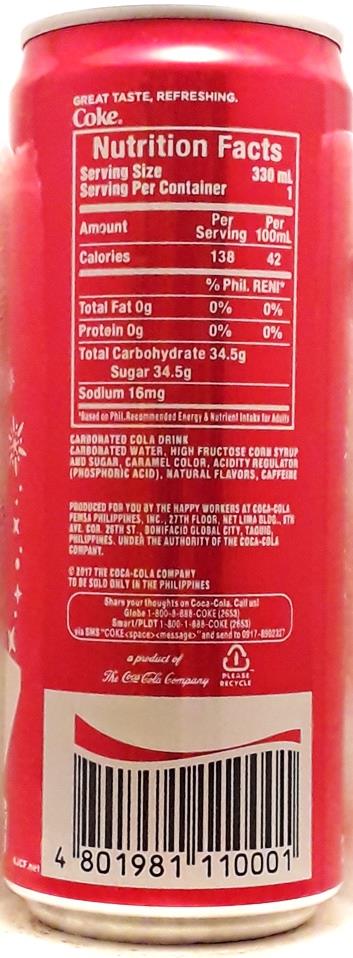 GREAT TASTE, REFRESHING.
Coke.
Nutrition Facts
Serving Size 330 mL
Serving Per Container 1
Amount Per Serving Per 100mL
Calories 138 42
% Phil. RENI*
Total Fat 0g 0% 0%
Protein 0g 0% 0%
Total Carbohydrate 34.5g
Sugar 34.5g
Sodium 16mg
*Based on Phil.Recommended Energy & Nutrient Intake for Adults
CARBONATED COLA DRINK
CARBONATED WATER, HIGH FRUCTOSE CORN SYRUP
AND SUGAR, CARAMEL COLOR, ACIDITY REGULATOR
(PHOSPHORIC ACID), NATURAL FLAVORS, CAFFEINE
PRODUCED FOR YOU BY THE HAPPY WORKERS AT COCA-COLA
FEMSA PHILIPPINES, INC., 27TH FLOOR, NET LIMA BLDG., 5TH
AVE. COR. 26TH ST., BONIFACIO GLOBAL CITY, TAGUIG,
PHILIPPINES. UNDER THE AUTHORITY OF THE COCA-COLA
COMPANY.
© 2017 THE COCA-COLA COMPANY
TO BE SOLD ONLY IN THE PHILIPPINES
Share your thoughts on Coca-Cola. Call us!
Globe 1-800-8-888-COKE (2653)
Smart/PLDT 1-800-1-888-COKE (2653)
via SMS "COKE<space><message>" and send to 0917-8902327
a product of
The Coca-Cola Company
PLEASE
RECYCLE
4 801981 110001